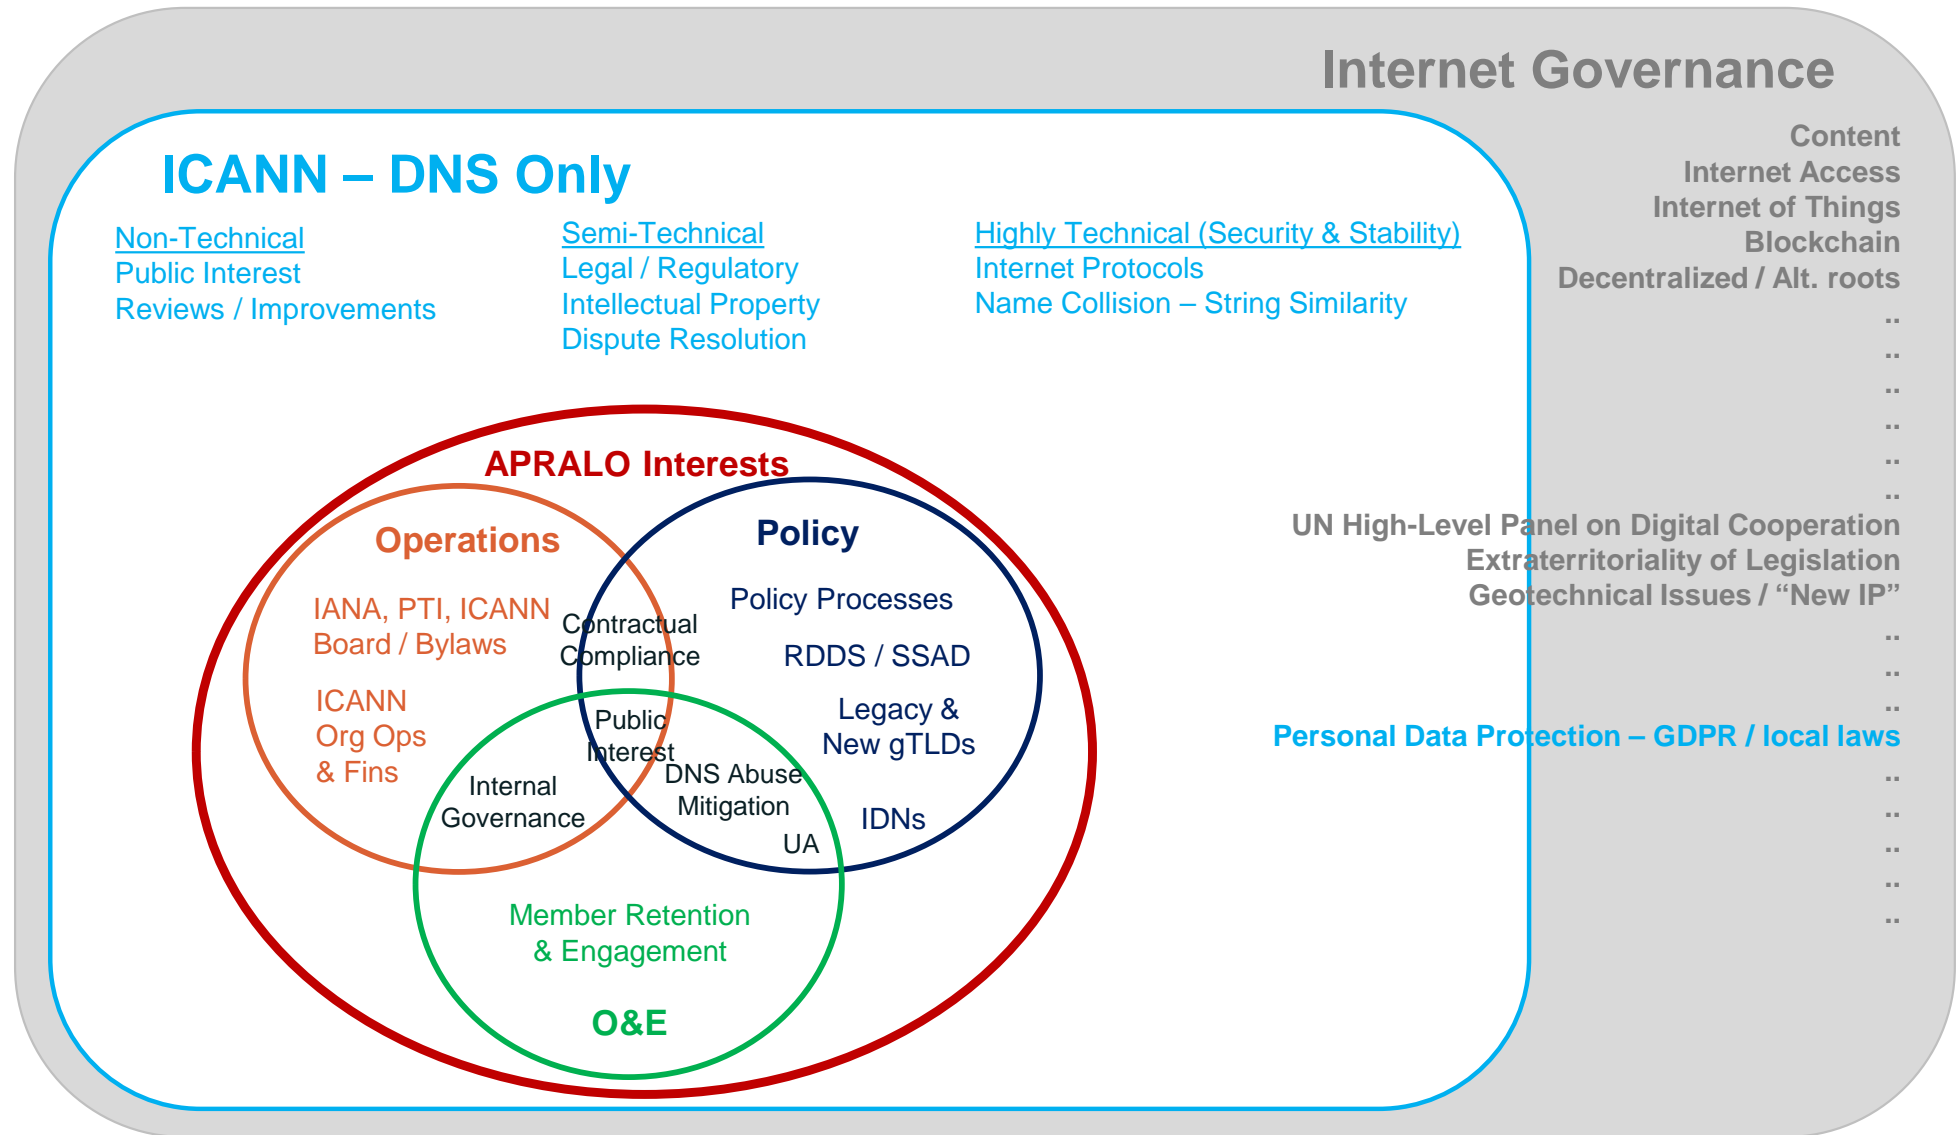 Internet Governance
Content
Internet Access
Internet of Things
Blockchain
Decentralized / Alt. roots
..
..
..
..
..
..
UN High-Level Panel on Digital Cooperation
Extraterritoriality of Legislation
Geotechnical Issues / “New IP”
..
..
..
Personal Data Protection – GDPR / local laws
..
..
..
..
..
ICANN – DNS Only
Non-Technical
Public Interest
Reviews / Improvements
Semi-Technical
Legal / Regulatory
Intellectual Property
Dispute Resolution
Highly Technical (Security & Stability)
Internet Protocols
Name Collision – String Similarity
APRALO Interests
Operations
IANA, PTI, ICANN
Board / Bylaws
ICANN
Org Ops
& Fins
Contractual
Compliance
Policy
Policy Processes
RDDS / SSAD
Legacy &
New gTLDs
IDNs
Public
Interest
Internal
Governance
DNS Abuse
Mitigation
UA
Member Retention
& Engagement
O&E